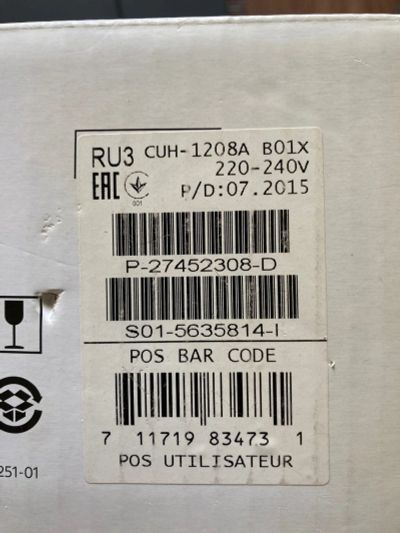 RU3 CUH-1208A B01X
220-240V
EAC
001
P/D:07.2015
P-27452308-D
S01-5635814-I
POS BAR CODE
7 11719 83473 1
POS UTILISATEUR
251-01